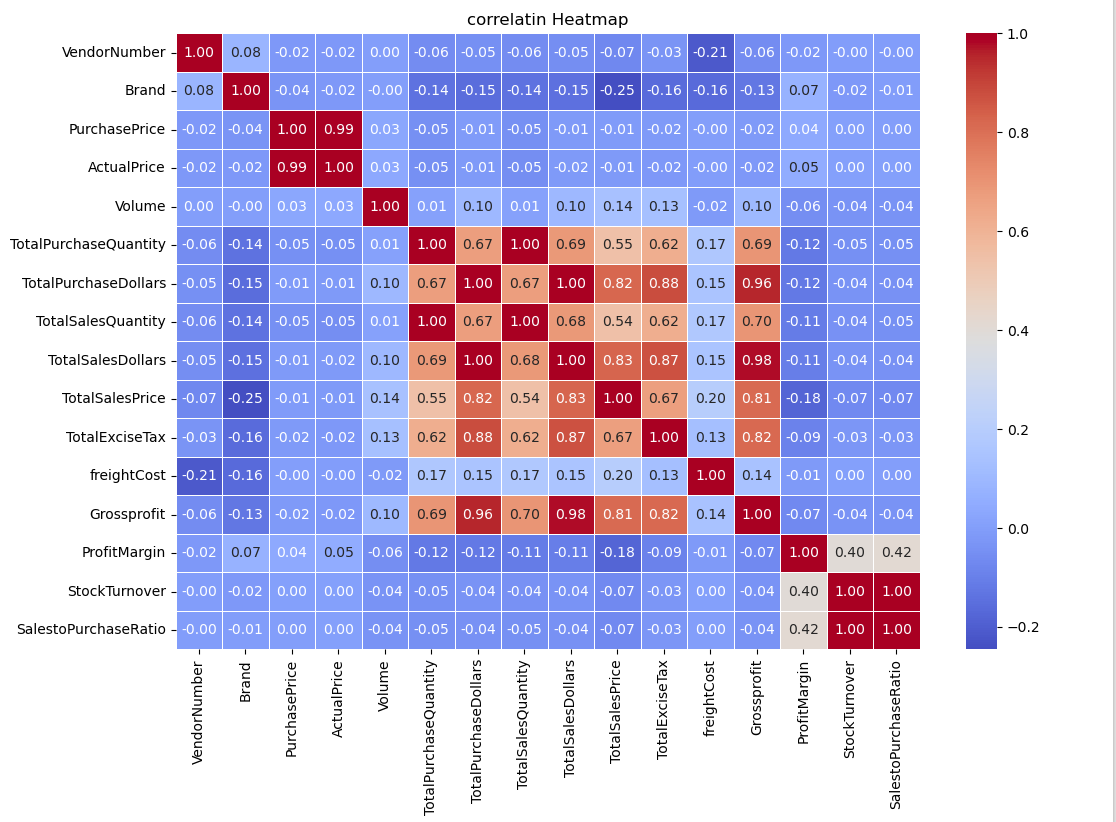 correlatin Heatmap
VendorNumber 1.00 0.08 -0.02 -0.02 0.00 -0.06 -0.05 -0.06 -0.05 -0.07 -0.03 -0.21 -0.06 -0.02 -0.00 -0.00
Brand 0.08 1.00 -0.04 -0.02 -0.00 -0.14 -0.15 -0.14 -0.15 -0.25 -0.16 -0.16 -0.13 0.07 -0.02 -0.01
PurchasePrice -0.02 -0.04 1.00 0.99 0.03 -0.05 -0.01 -0.05 -0.01 -0.01 -0.02 -0.00 -0.02 0.04 0.00 0.00
ActualPrice -0.02 -0.02 0.99 1.00 0.03 -0.05 -0.01 -0.05 -0.02 -0.01 -0.02 -0.00 -0.02 0.05 0.00 0.00
Volume 0.00 -0.00 0.03 0.03 1.00 0.01 0.10 0.01 0.10 0.14 0.13 -0.02 0.10 -0.06 -0.04 -0.04
TotalPurchaseQuantity -0.06 -0.14 -0.05 -0.05 0.01 1.00 0.67 1.00 0.69 0.55 0.62 0.17 0.69 -0.12 -0.05 -0.05
TotalPurchaseDollars -0.05 -0.15 -0.01 -0.01 0.10 0.67 1.00 0.67 1.00 0.82 0.88 0.15 0.96 -0.12 -0.04 -0.04
TotalSalesQuantity -0.06 -0.14 -0.05 -0.05 0.01 1.00 0.67 1.00 0.68 0.54 0.62 0.17 0.70 -0.11 -0.04 -0.05
TotalSalesDollars -0.05 -0.15 -0.01 -0.02 0.10 0.69 1.00 0.68 1.00 0.83 0.87 0.15 0.98 -0.11 -0.04 -0.04
TotalSalesPrice -0.07 -0.25 -0.01 -0.01 0.14 0.55 0.82 0.54 0.83 1.00 0.67 0.20 0.81 -0.18 -0.07 -0.07
TotalExciseTax -0.03 -0.16 -0.02 -0.02 0.13 0.62 0.88 0.62 0.87 0.67 1.00 0.13 0.82 -0.09 -0.03 -0.03
freightCost -0.21 -0.16 -0.00 -0.00 -0.02 0.17 0.15 0.17 0.15 0.20 0.13 1.00 0.14 -0.01 0.00 0.00
Grossprofit -0.06 -0.13 -0.02 -0.02 0.10 0.69 0.96 0.70 0.98 0.81 0.82 0.14 1.00 -0.07 -0.04 -0.04
ProfitMargin -0.02 0.07 0.04 0.05 -0.06 -0.12 -0.12 -0.11 -0.11 -0.18 -0.09 -0.01 -0.07 1.00 0.40 0.42
StockTurnover -0.00 -0.02 0.00 0.00 -0.04 -0.05 -0.04 -0.04 -0.04 -0.07 -0.03 0.00 -0.04 0.40 1.00 1.00
SalestoPurchaseRatio -0.00 -0.01 0.00 0.00 -0.04 -0.05 -0.04 -0.05 -0.04 -0.07 -0.03 0.00 -0.04 0.42 1.00 1.00
VendorNumber
Brand
PurchasePrice
ActualPrice
Volume
TotalPurchaseQuantity
TotalPurchaseDollars
TotalSalesQuantity
TotalSalesDollars
TotalSalesPrice
TotalExciseTax
freightCost
Grossprofit
ProfitMargin
StockTurnover
SalestoPurchaseRatio
1.0
0.8
0.6
0.4
0.2
0.0
−0.2